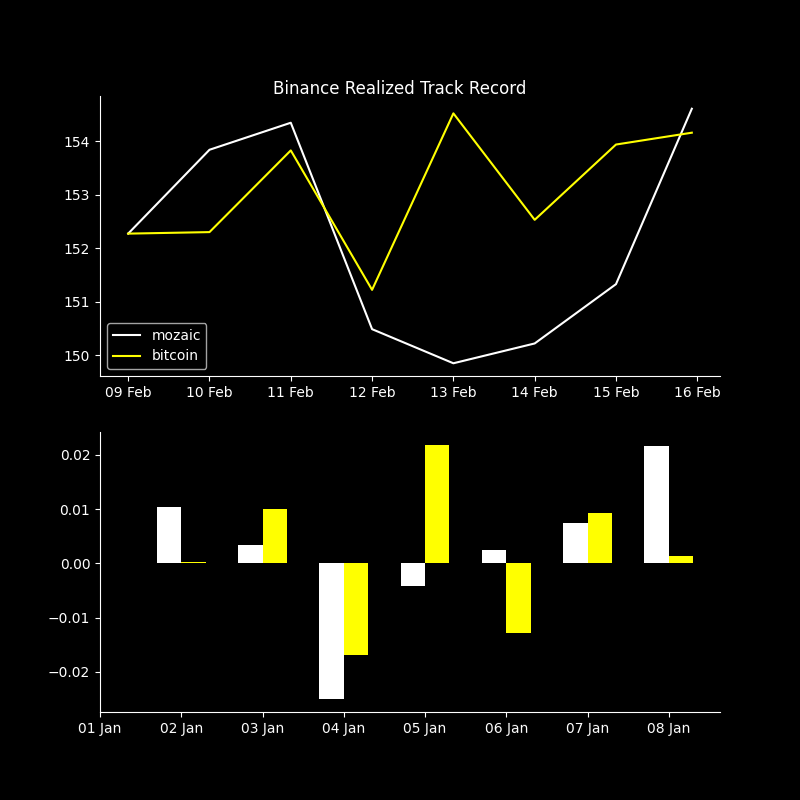 Binance Realized Track Record
154
153
152
151
150
mozaic
bitcoin
09 Feb 10 Feb 11 Feb 12 Feb 13 Feb 14 Feb 15 Feb 16 Feb
0.02
0.01
0.00
−0.01
−0.02
01 Jan 02 Jan 03 Jan 04 Jan 05 Jan 06 Jan 07 Jan 08 Jan